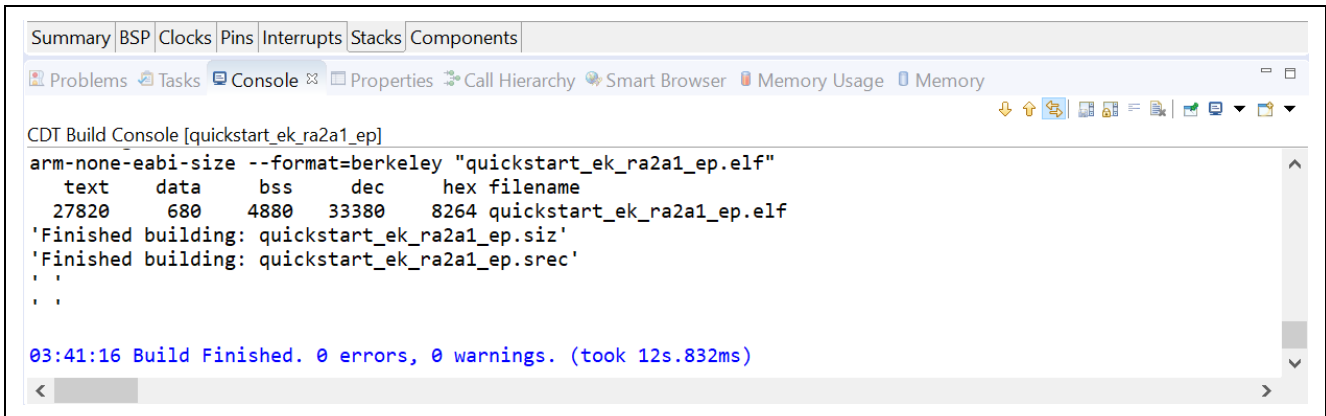 Summary BSP Clocks Pins Interrupts Stacks Components
Problems Tasks Console Properties Call Hierarchy Smart Browser Memory Usage Memory
CDT Build Console [quickstart_ek_ra2a1_ep]
arm-none-eabi-size --format=berkeley "quickstart_ek_ra2a1_ep.elf"
text data bss dec hex filename
27820 680 4880 33380 8264 quickstart_ek_ra2a1_ep.elf
'Finished building: quickstart_ek_ra2a1_ep.siz'
'Finished building: quickstart_ek_ra2a1_ep.srec'
' '
' '
03:41:16 Build Finished. 0 errors, 0 warnings. (took 12s.832ms)